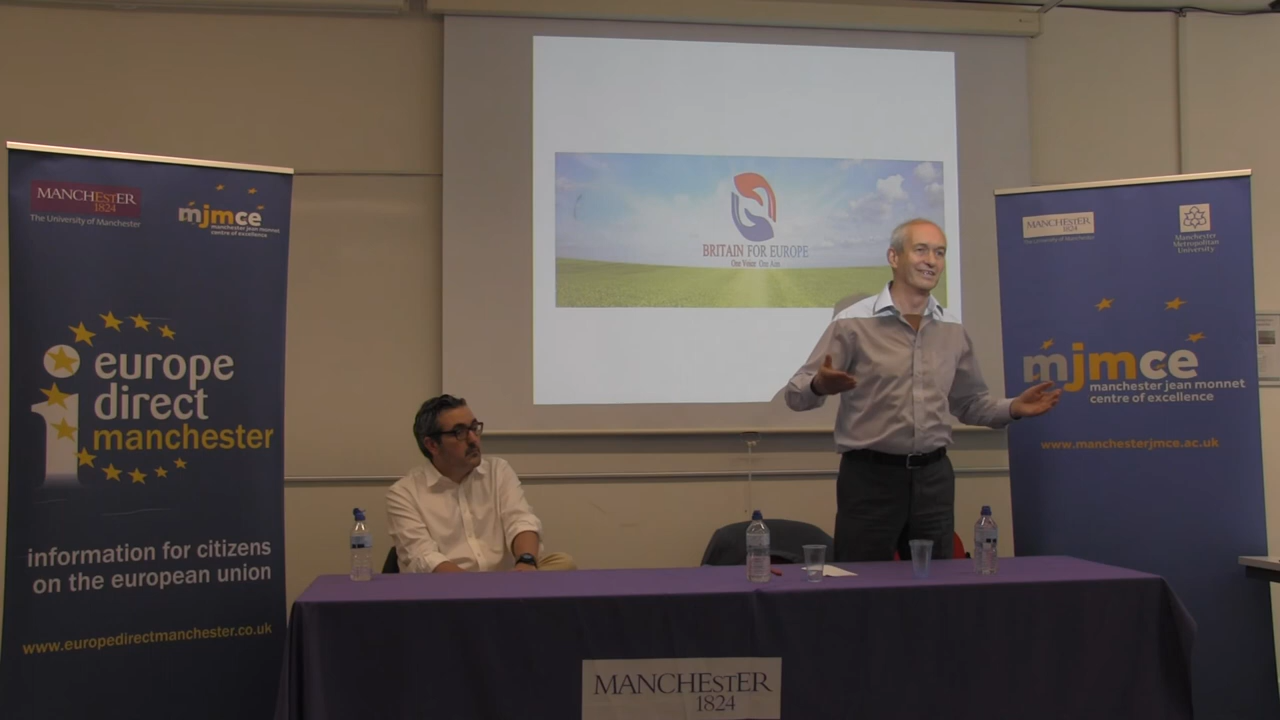 MANCHESTER
1824
The University of Manchester
mjmce
manchester jean monnet
centre of excellence
europe
direct
manchester
information for citizens
on the european union
www.europedirectmanchester.co.uk
BRITAIN FOR EUROPE
One Voice One Aim
MANCHESTER
1824
The University of Manchester
Manchester
Metropolitan
University
mjmce
manchester jean monnet
centre of excellence
www.manchesterjmce.ac.uk
MANCHESTER
1824